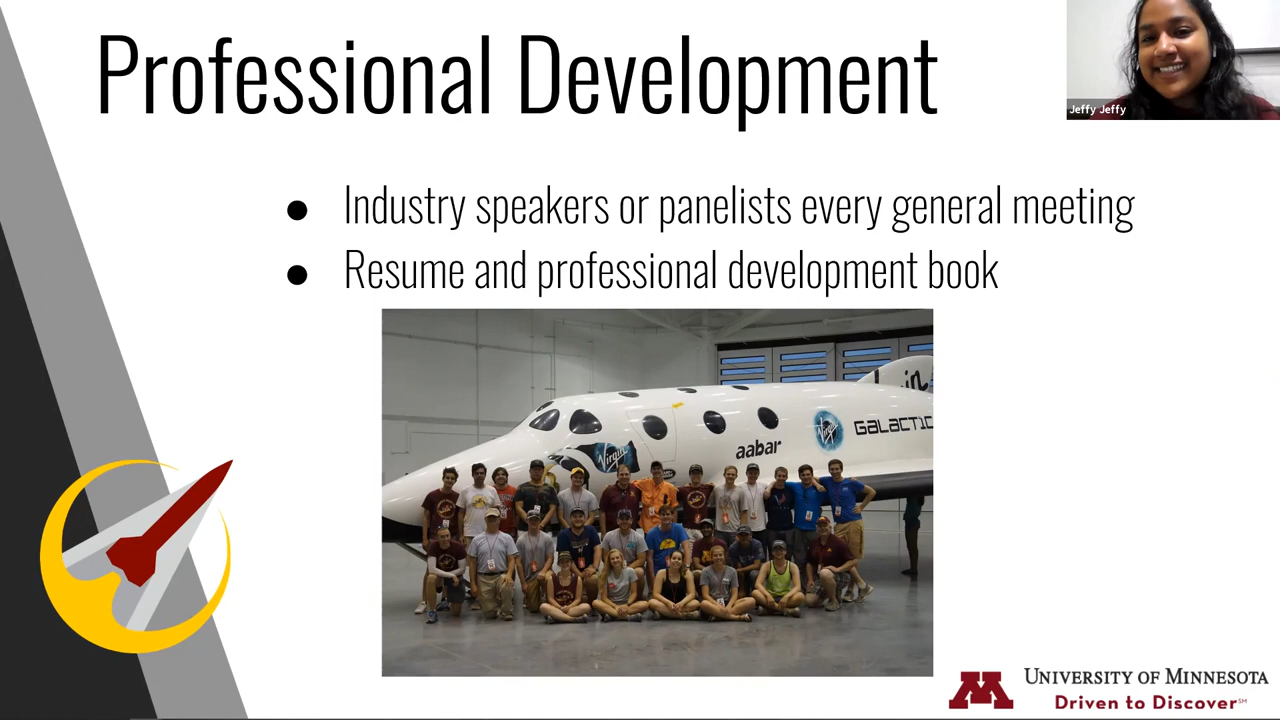 Professional Development
Jeffy Jeffy
● Industry speakers or panelists every general meeting
● Resume and professional development book
Virgin
aabar
Virgin
GALACTIC
M
UNIVERSITY OF MINNESOTA
Driven to Discover℠